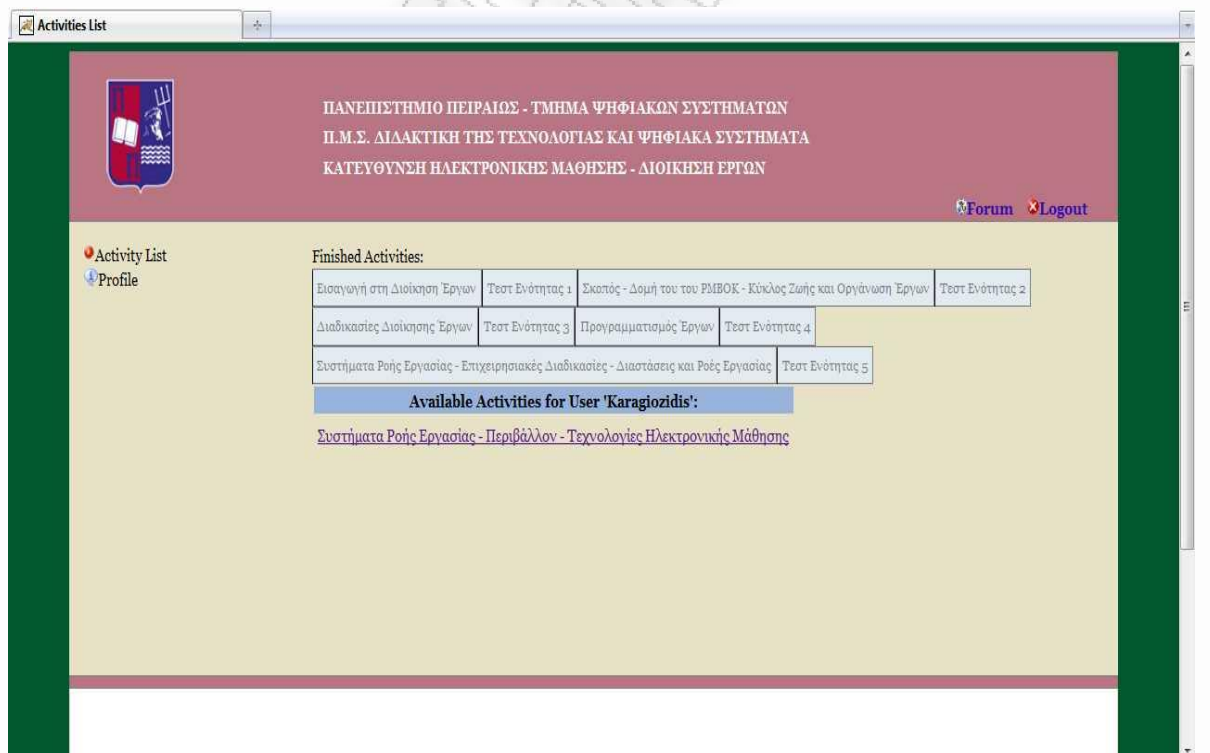 Activities List
ΠΑΝΕΠΙΣΤΗΜΙΟ ΠΕΙΡΑΙΩΣ - ΤΜΗΜΑ ΨΗΦΙΑΚΩΝ ΣΥΣΤΗΜΑΤΩΝ
Π.Μ.Σ. ΔΙΔΑΚΤΙΚΗ ΤΗΣ ΤΕΧΝΟΛΟΓΙΑΣ ΚΑΙ ΨΗΦΙΑΚΑ ΣΥΣΤΗΜΑΤΑ
ΚΑΤΕΥΘΥΝΣΗ ΗΛΕΚΤΡΟΝΙΚΗΣ ΜΑΘΗΣΗΣ - ΔΙΟΙΚΗΣΗ ΕΡΓΩΝ
Forum Logout
Activity List
Profile
Finished Activities:
Εισαγωγή στη Διοίκηση Έργων Τεστ Ενότητας 1 Σκοπός - Δομή του του PMBOK - Κύκλος Ζωής και Οργάνωση Έργων Τεστ Ενότητας 2
Διαδικασίες Διοίκησης Έργων Τεστ Ενότητας 3 Προγραμματισμός Έργων Τεστ Ενότητας 4
Συστήματα Ροής Εργασίας - Επιχειρησιακές Διαδικασίες - Διαστάσεις και Ροές Εργασίας Τεστ Ενότητας 5
Available Activities for User 'Karagiozidis':
Συστήματα Ροής Εργασίας - Περιβάλλον - Τεχνολογίες Ηλεκτρονικής Μάθησης